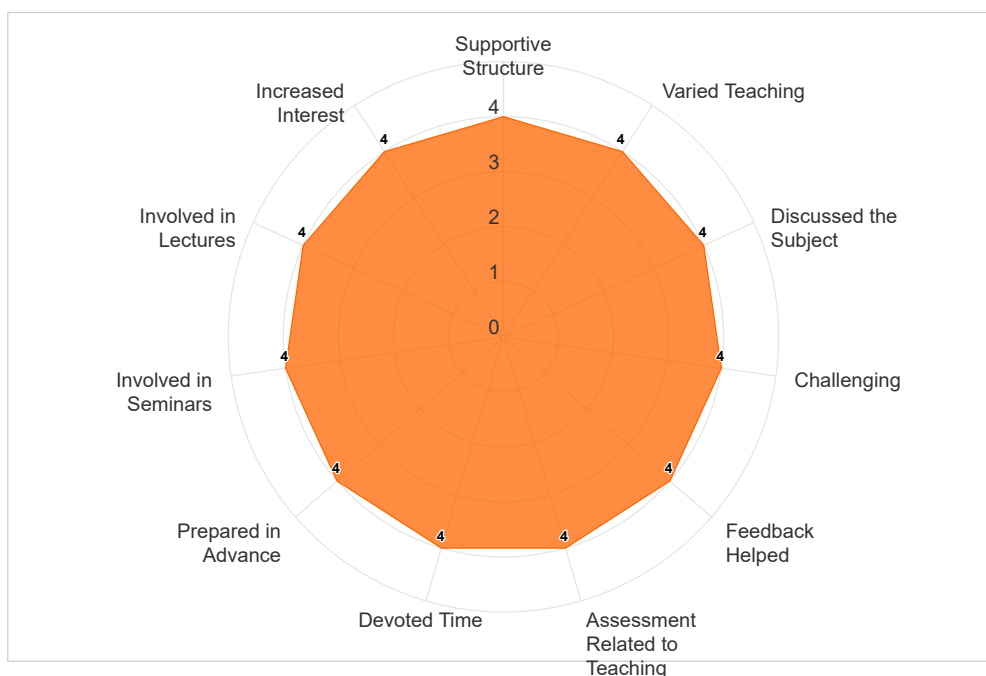 Supportive
Structure
Increased
Interest
Varied Teaching
4
4
4
3
Involved in
Lectures
4
2
4
Discussed the
Subject
1
0
Involved in
Seminars
4
4
Challenging
Prepared in
Advance
4
4
Feedback
Helped
4
4
Devoted Time
Assessment
Related to
Teaching